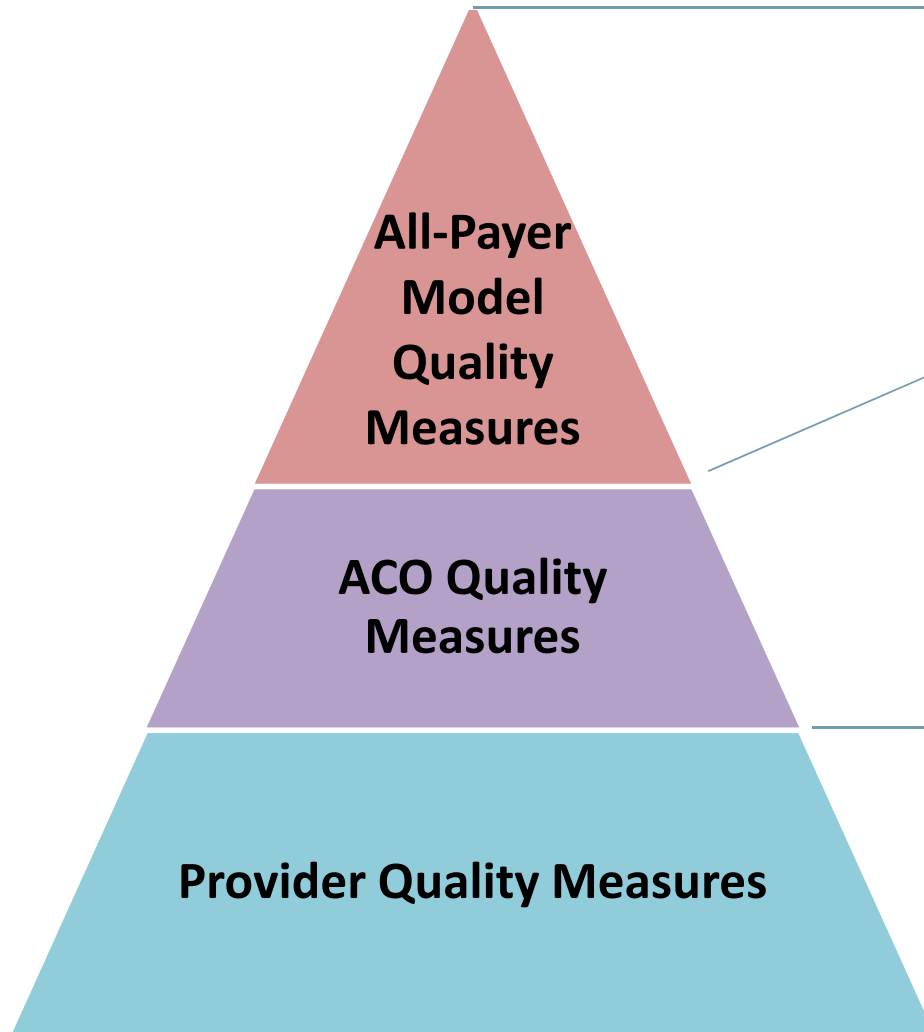 All-Payer
Model
Quality
Measures
ACO Quality
Measures
Provider Quality Measures